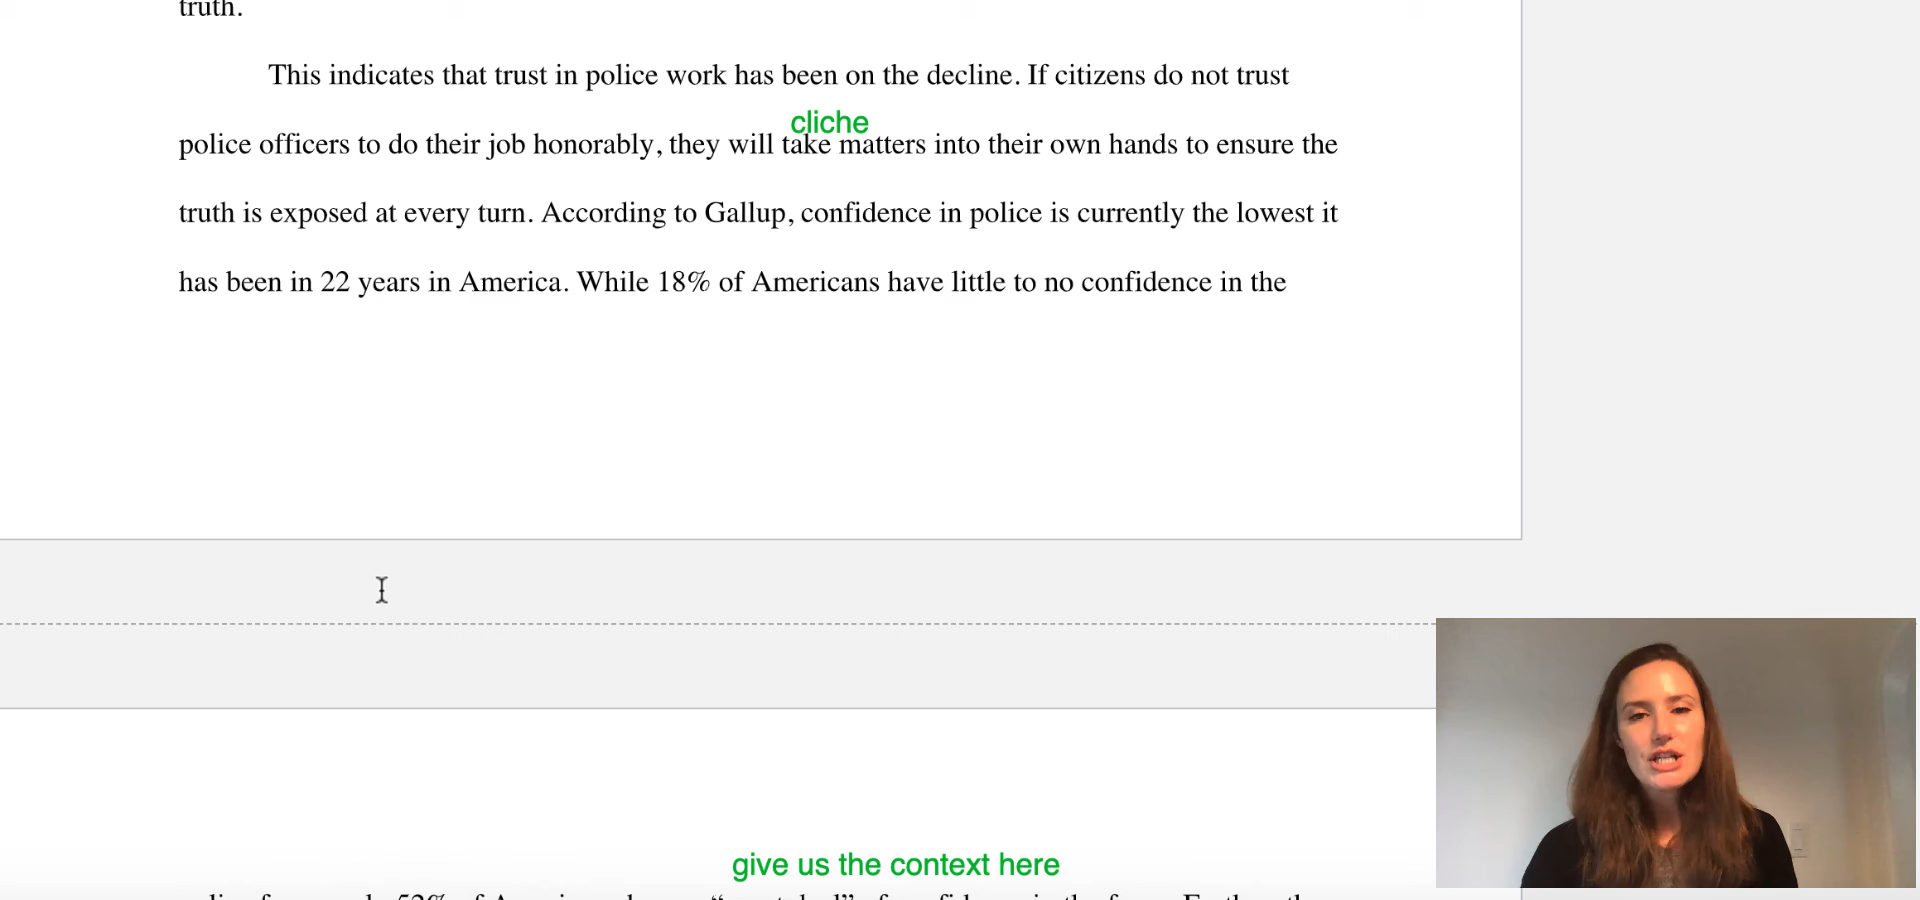 truth.
This indicates that trust in police work has been on the decline. If citizens do not trust
cliche
police officers to do their job honorably, they will take matters into their own hands to ensure the
truth is exposed at every turn. According to Gallup, confidence in police is currently the lowest it
has been in 22 years in America. While 18% of Americans have little to no confidence in the
give us the context here
52% of